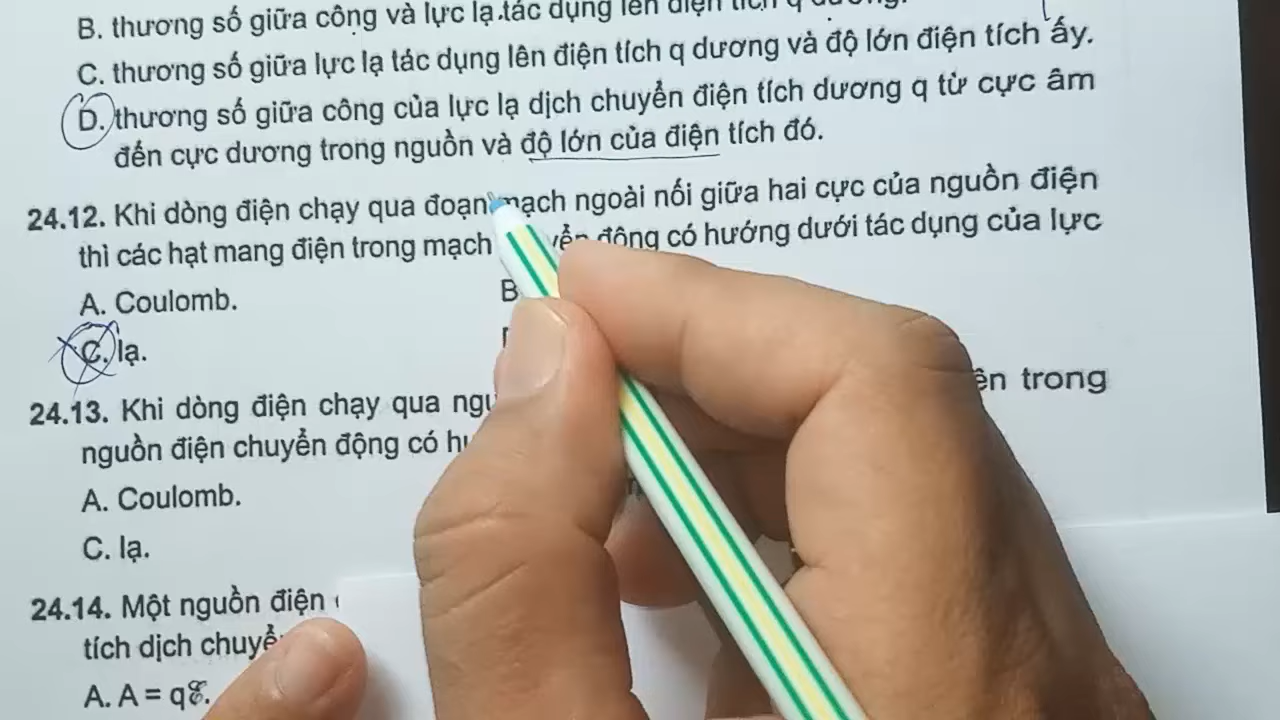 B. thương số giữa công và lực lạ tác dụng lên điện tích q dương.
C. thương số giữa lực lạ tác dụng lên điện tích q dương và độ lớn điện tích ấy.
D. thương số giữa công của lực lạ dịch chuyển điện tích dương q từ cực âm
đến cực dương trong nguồn và độ lớn của điện tích đó.
24.12. Khi dòng điện chạy qua đoạn mạch ngoài nối giữa hai cực của nguồn điện
thì các hạt mang điện trong mạch động có hướng dưới tác dụng của lực
A. Coulomb. B
C. lạ.
24.13. Khi dòng điện chạy qua trong
nguồn điện chuyển động có
A. Coulomb.
C. lạ.
24.14. Một nguồn điện
tích dịch
A. A = qℰ.